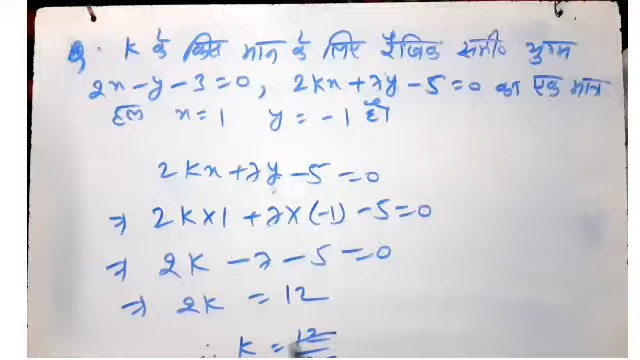 Q. K के किस मान के लिए रैखिक समी० युग्म
2x-y-3=0, 2Kx+7y-5=0 का एक मात्र
हल x=1 y=-1 है।
2Kx+7y-5=0
⇒ 2K×1+7×(-1)-5=0
⇒ 2K-7-5=0
⇒ 2K=12
∴ K=12